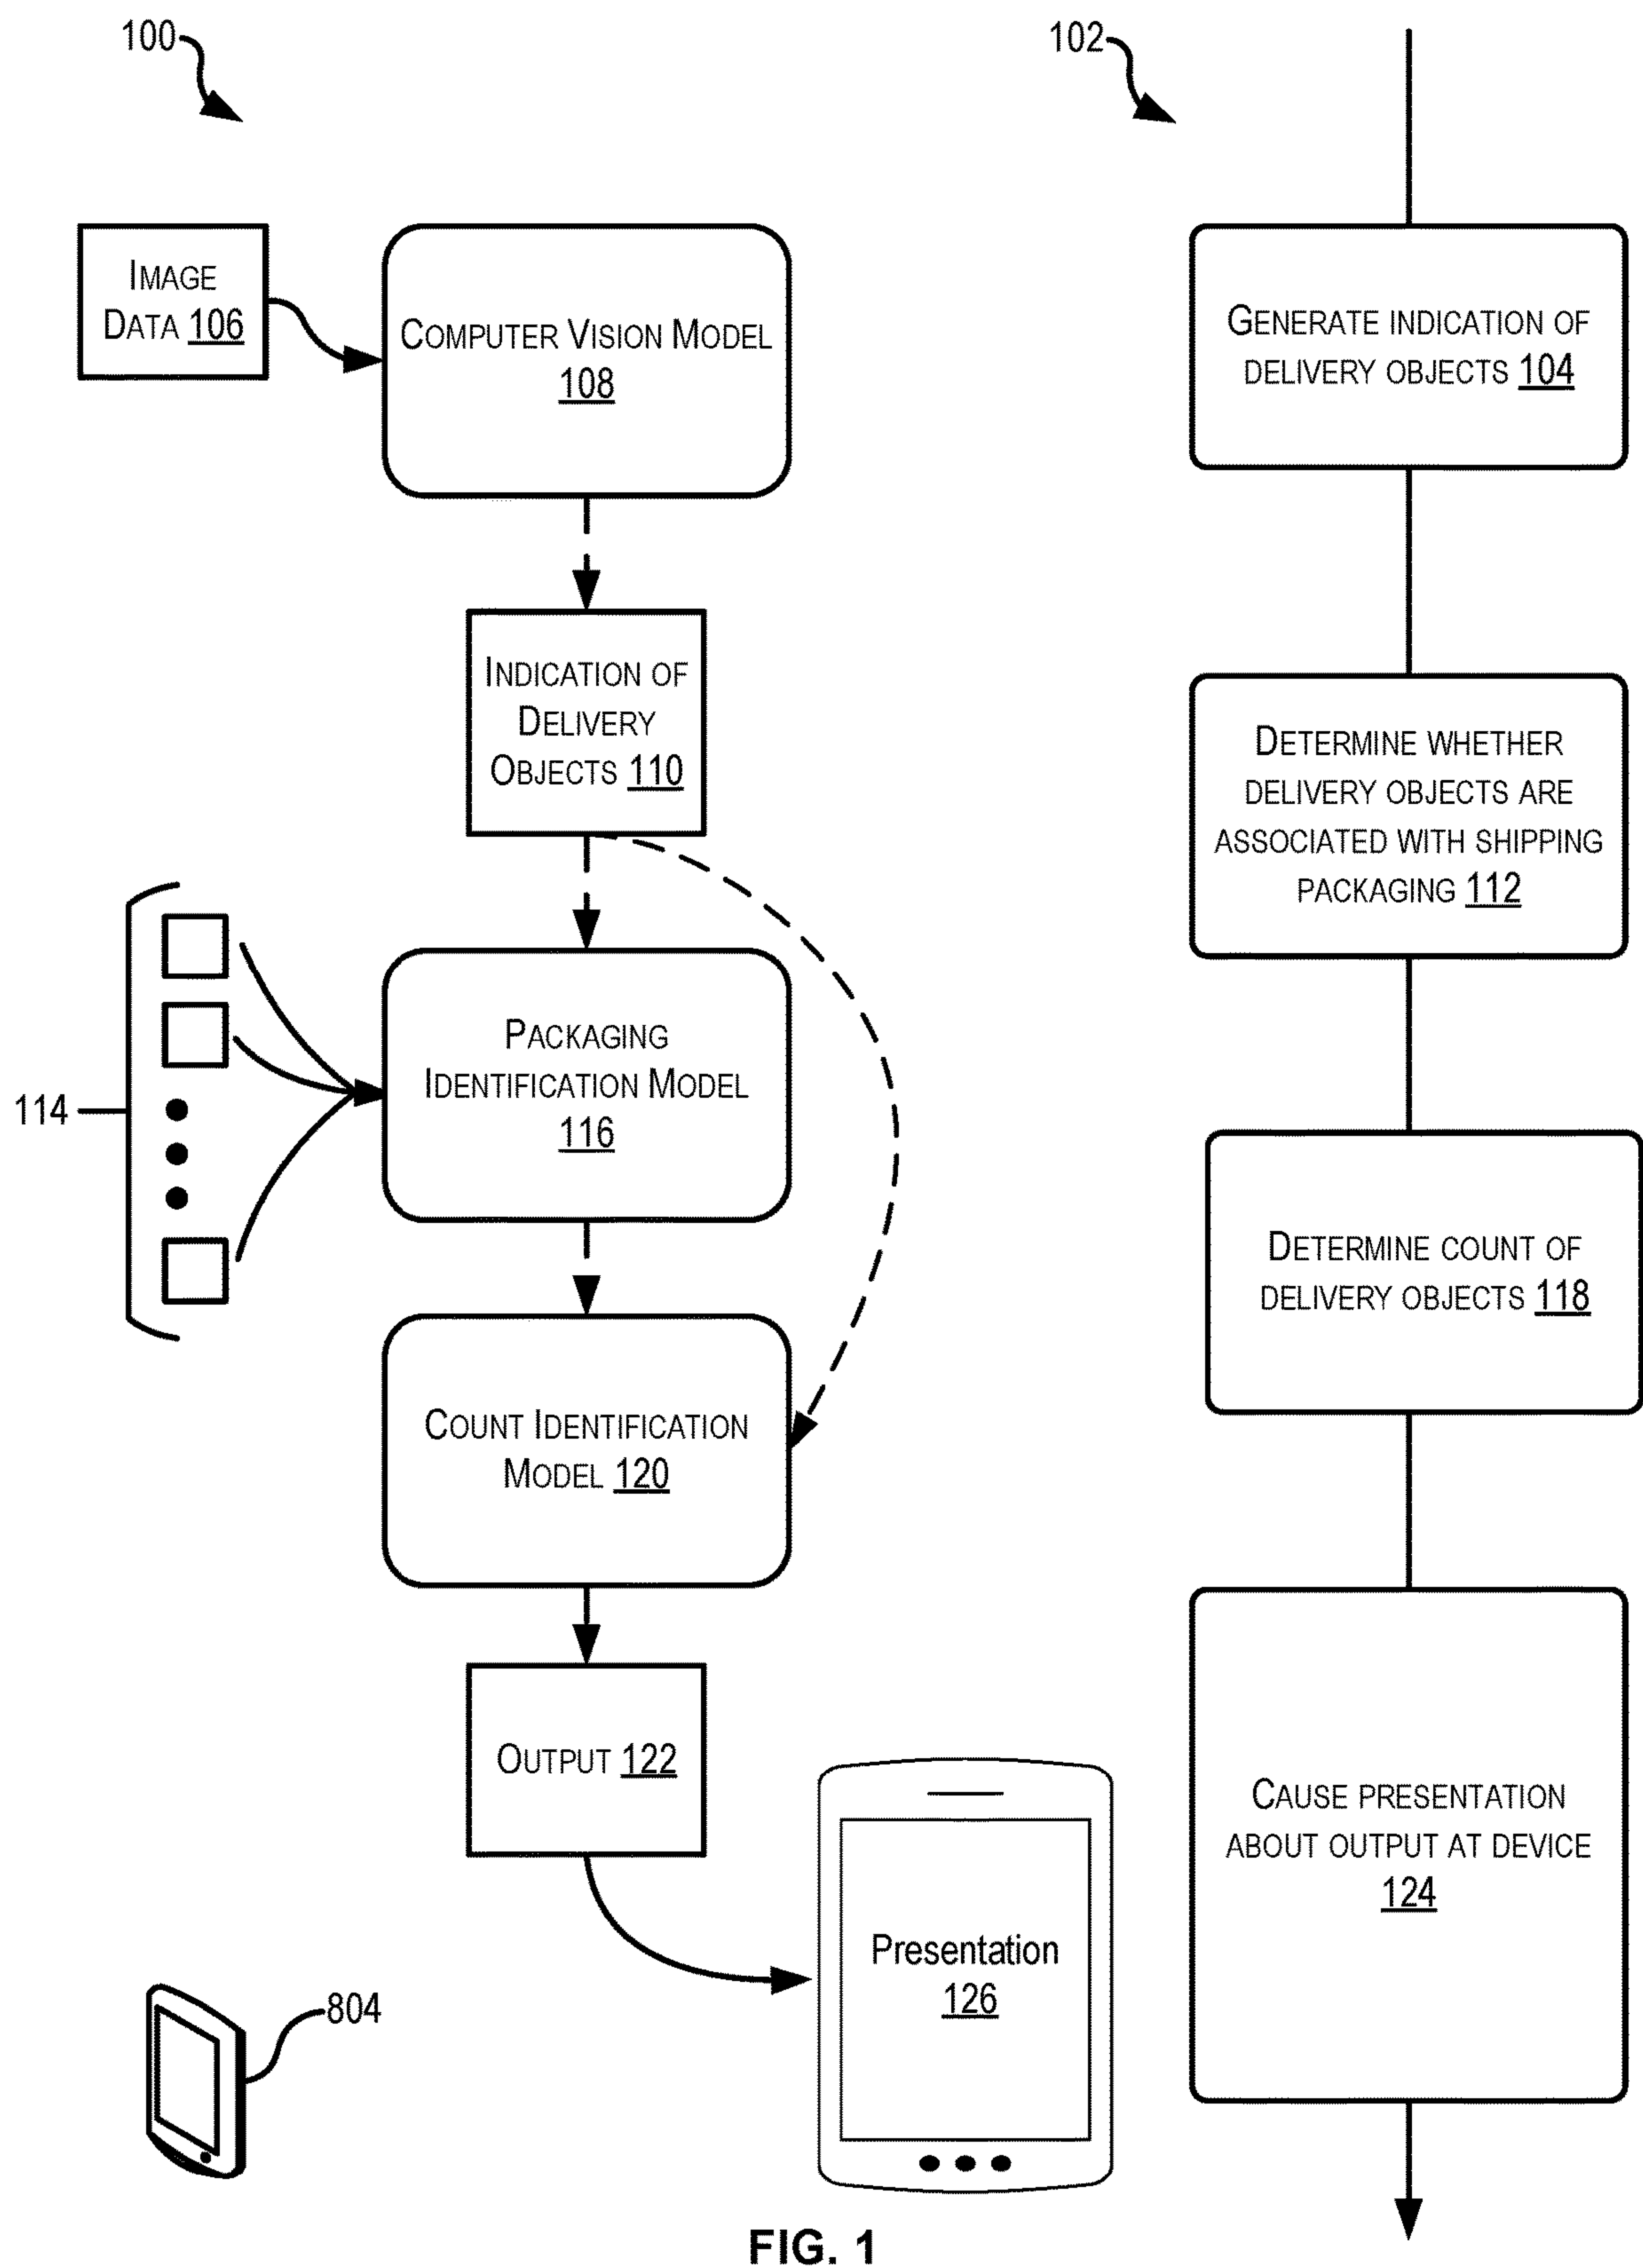 100
102
IMAGE
DATA 106
COMPUTER VISION MODEL
108
GENERATE INDICATION OF
DELIVERY OBJECTS 104
INDICATION OF
DELIVERY
OBJECTS 110
DETERMINE WHETHER
DELIVERY OBJECTS ARE
ASSOCIATED WITH SHIPPING
PACKAGING 112
114
PACKAGING
IDENTIFICATION MODEL
116
DETERMINE COUNT OF
DELIVERY OBJECTS 118
COUNT IDENTIFICATION
MODEL 120
OUTPUT 122
CAUSE PRESENTATION
ABOUT OUTPUT AT DEVICE
124
Presentation
126
804
FIG. 1